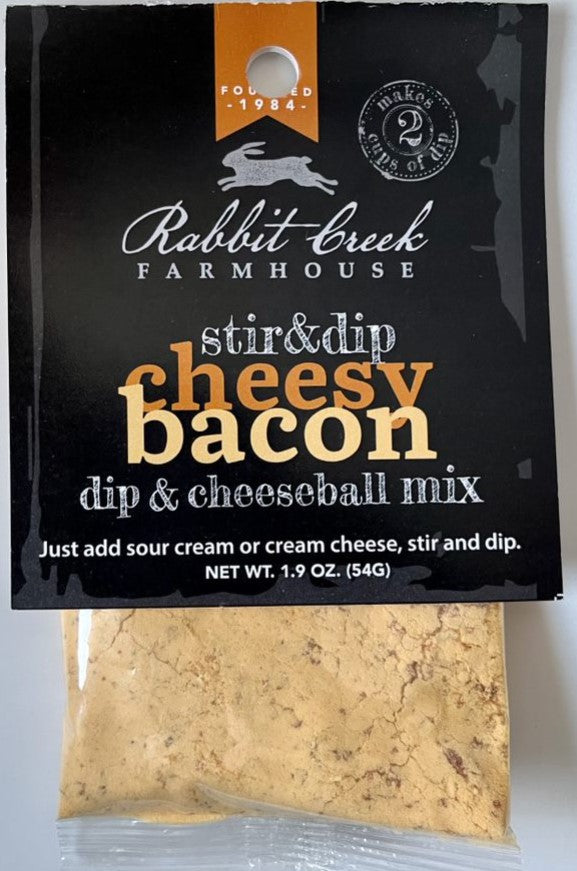 FOUNDED
-1984-
makes
2
cups of dip
Rabbit Creek
FARMHOUSE
stir&dip
cheesy
bacon
dip & cheeseball mix
Just add sour cream or cream cheese, stir and dip.
NET WT. 1.9 OZ. (54G)